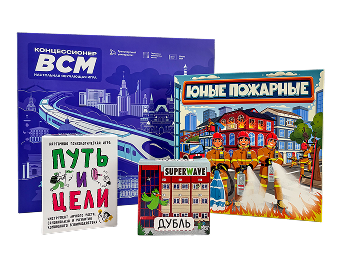 КОНЦЕССИОНЕР
ВСМ
НАСТОЛЬНАЯ ОБУЧАЮЩАЯ ИГРА
ЮНЫЕ ПОЖАРНЫЕ
ПУТЬ
И
ЦЕЛИ
SUPERWAVE
ДУБЛЬ